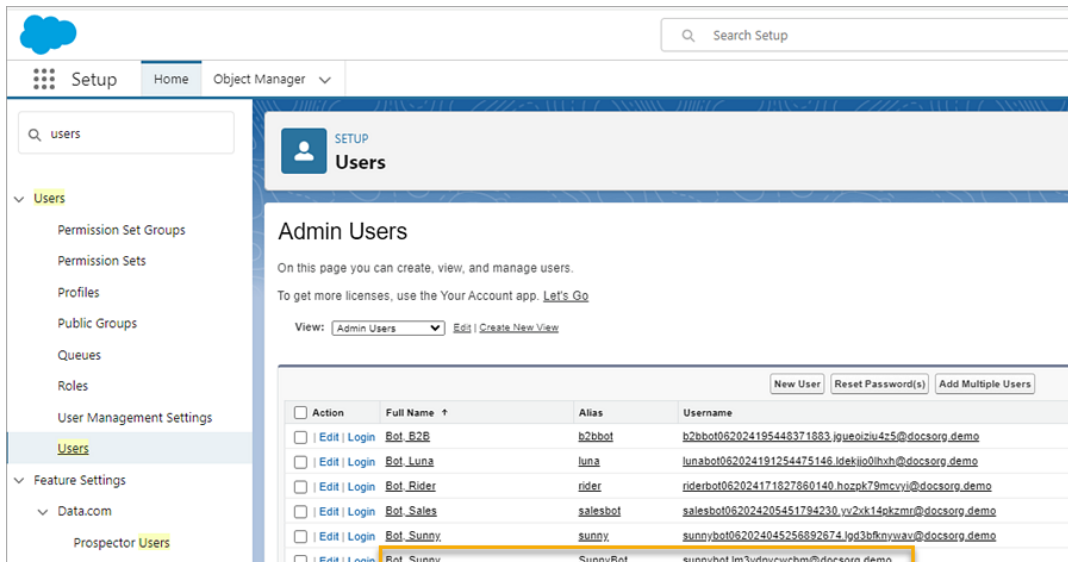 Search Setup
Setup Home Object Manager
users
SETUP
Users
Users
Permission Set Groups
Permission Sets
Profiles
Public Groups
Queues
Roles
User Management Settings
Users
Feature Settings
Data.com
Prospector Users
Admin Users
On this page you can create, view, and manage users.
To get more licenses, use the Your Account app. Let's Go
View: Admin Users Edit | Create New View
New User Reset Password(s) Add Multiple Users
Action Full Name ↑ Alias Username
| Edit | Login Bot, B2B b2bbot b2bbot062024195448371883.jgueoiziu4z5@docsorg.demo
| Edit | Login Bot, Luna luna lunabot062024191254475146.ldekjjo0lhxh@docsorg.demo
| Edit | Login Bot, Rider rider riderbot062024171827860140.hozpk79mcvyi@docsorg.demo
| Edit | Login Bot, Sales salesbot salesbot062024205451794230.yv2xk14pkzmr@docsorg.demo
| Edit | Login Bot, Sunny sunny sunnybot062024045256892674.lgd3bfknywav@docsorg.demo
| Edit | Login Bot, Sunny SunnyBot